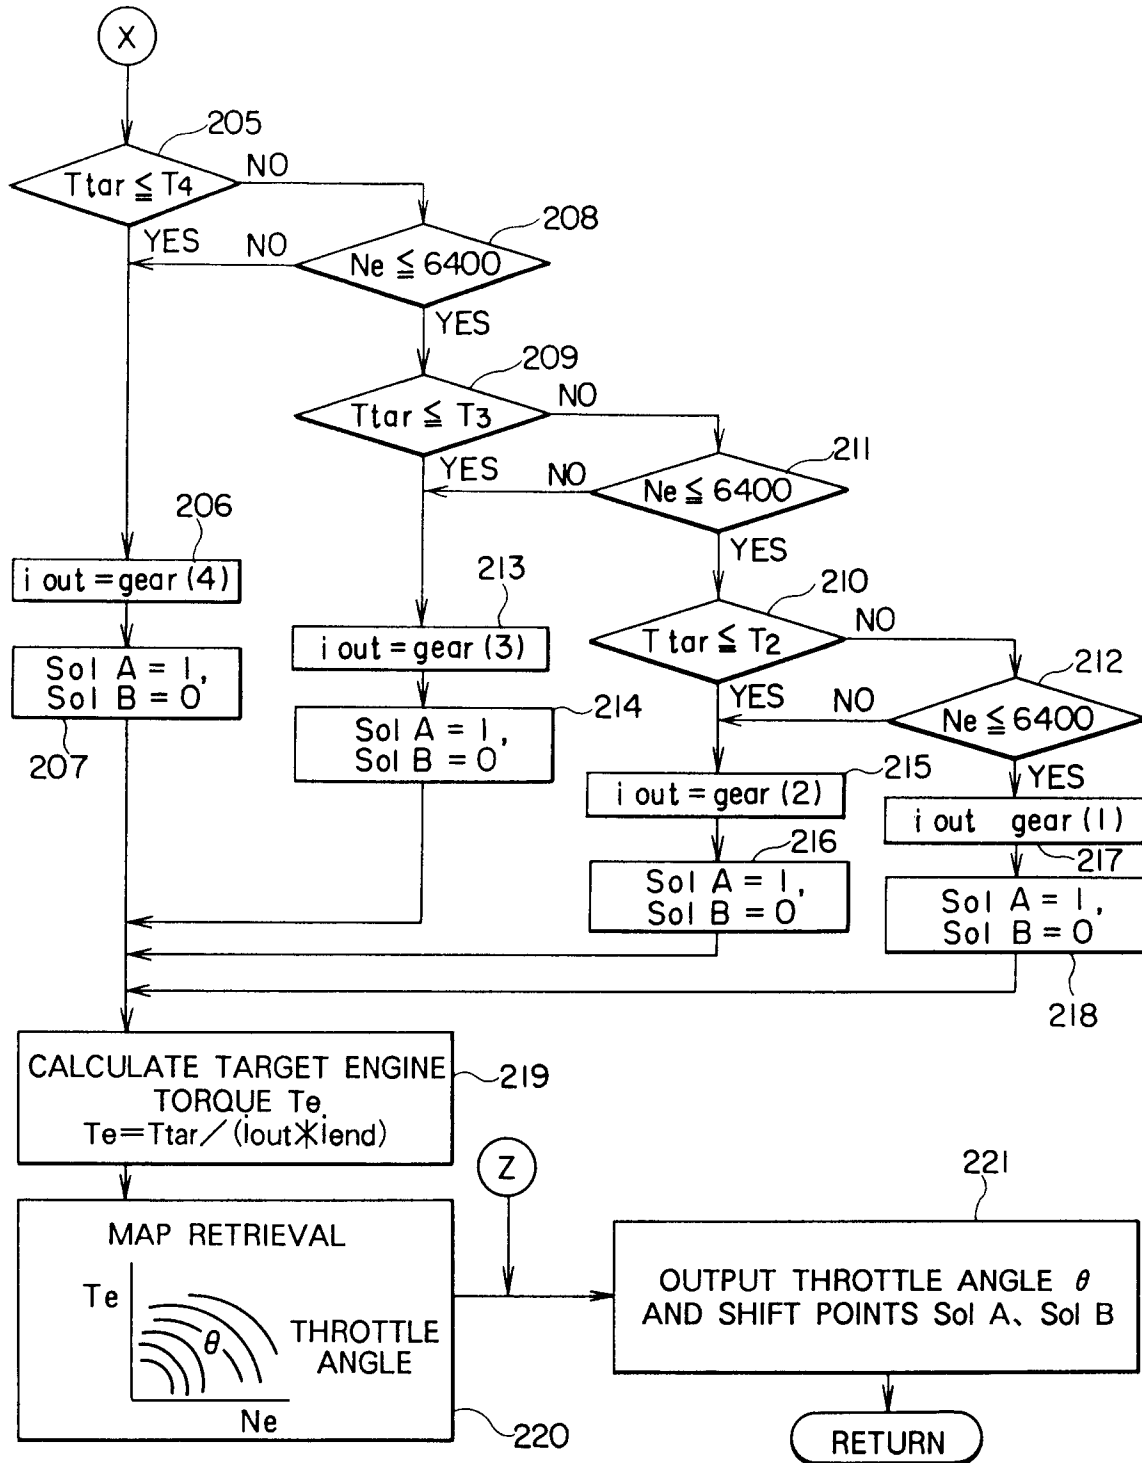 X
205
Ttar ≦ T4
NO
YES
NO
208
Ne ≦ 6400
YES
209
Ttar ≦ T3
NO
YES
NO
211
Ne ≦ 6400
YES
206
i out = gear (4)
Sol A = 1,
Sol B = 0
207
213
i out = gear (3)
Sol A = 1,
Sol B = 0
214
210
T tar ≦ T2
NO
YES
NO
212
Ne ≦ 6400
YES
215
i out = gear (2)
216
Sol A = 1,
Sol B = 0
i out gear (1)
217
Sol A = 1,
Sol B = 0
218
CALCULATE TARGET ENGINE
TORQUE Te
Te = Ttar / (iout * iend)
219
MAP RETRIEVAL
Te
θ
THROTTLE
ANGLE
Ne
220
Z
221
OUTPUT THROTTLE ANGLE θ
AND SHIFT POINTS Sol A、Sol B
RETURN